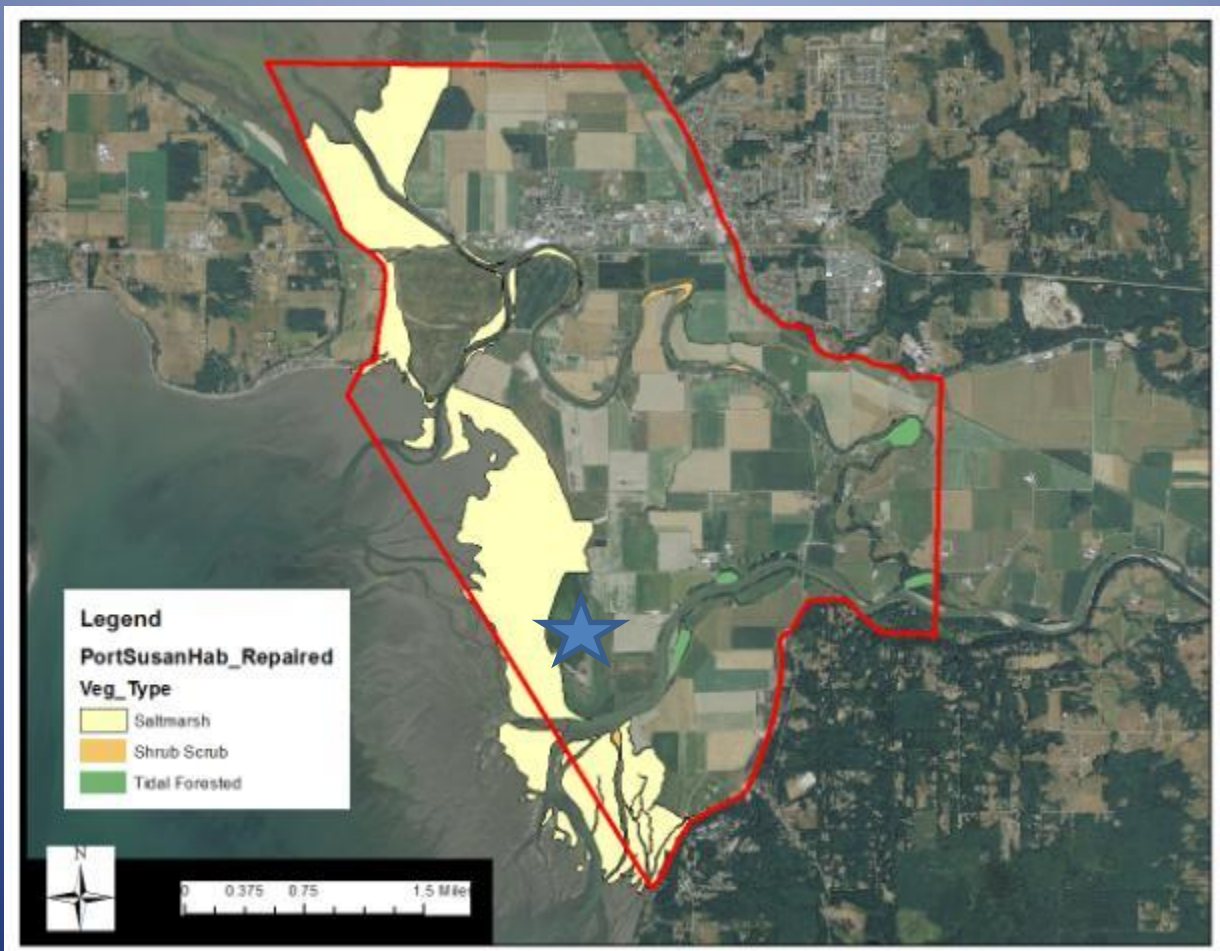 Legend
PortSusanHab_Repaired
Veg_Type
Saltmarsh
Shrub Scrub
Tidal Forested
N
0 0.375 0.75 1.5 Miles